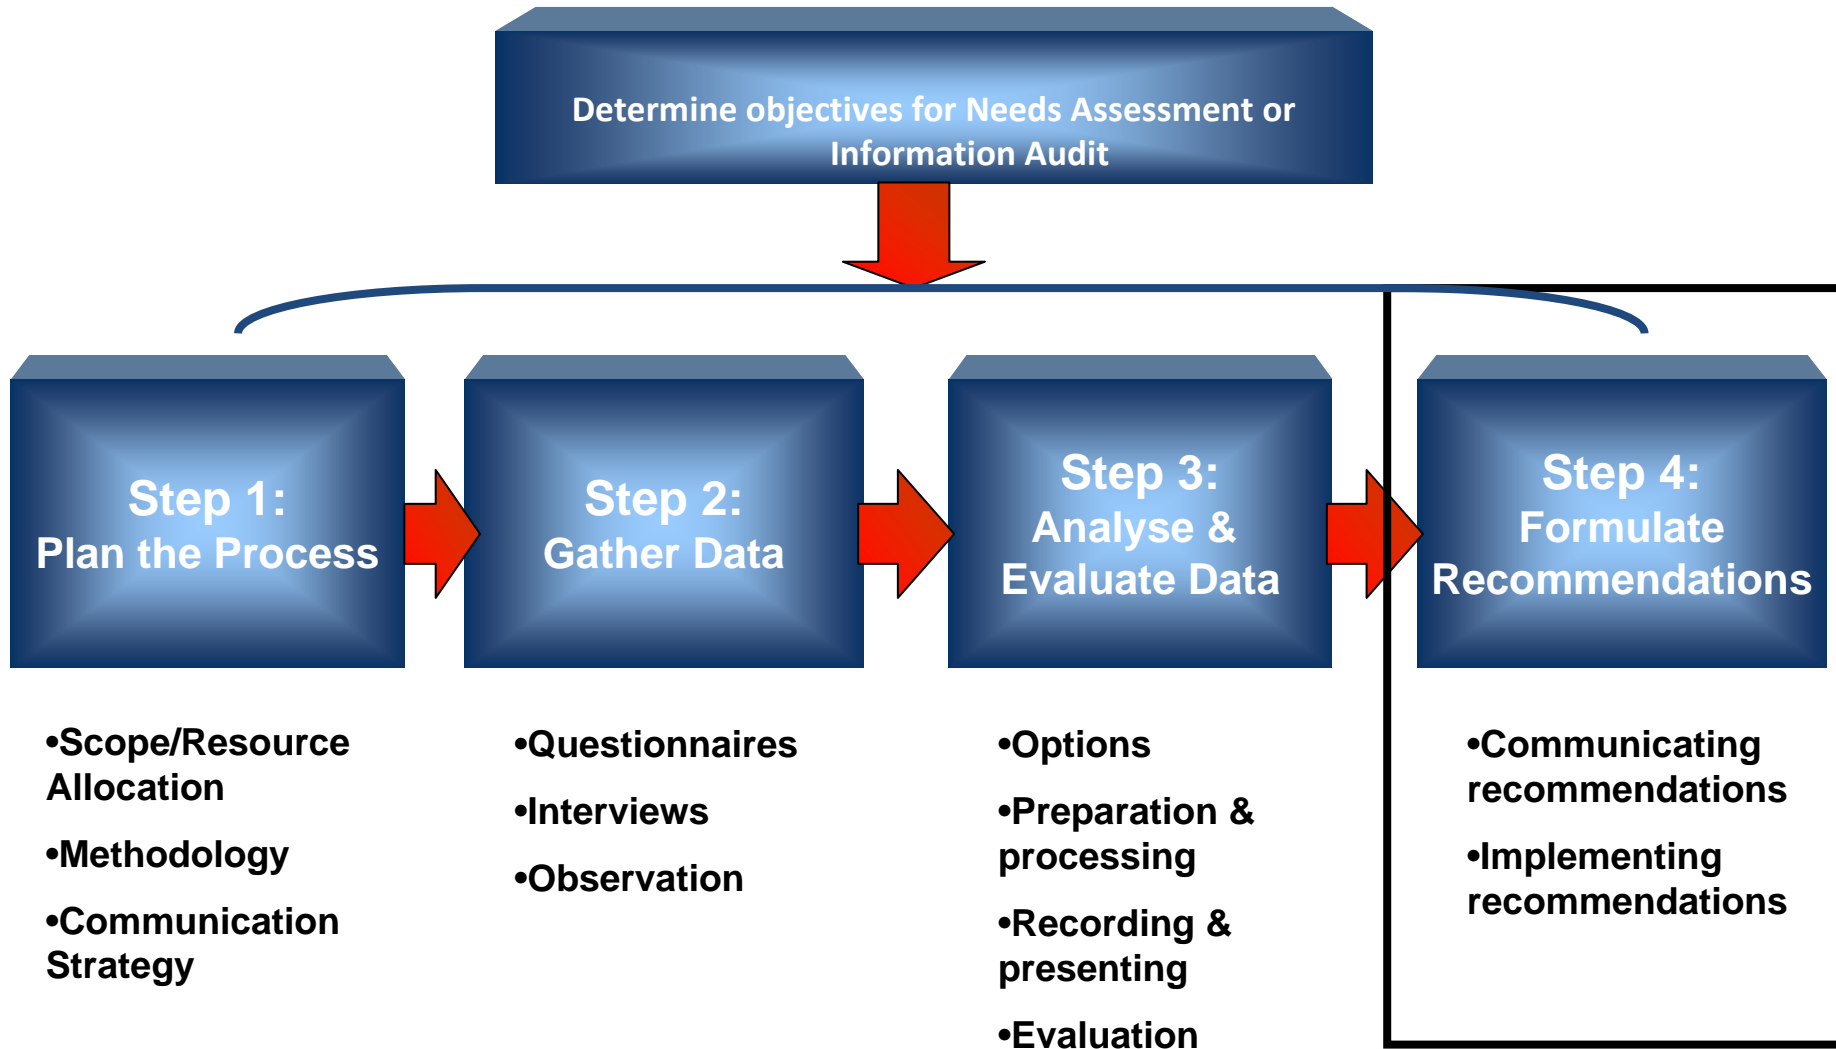 Determine objectives for Needs Assessment or
Information Audit
Step 1:
Plan the Process
Step 2:
Gather Data
Step 3:
Analyse &
Evaluate Data
Step 4:
Formulate
Recommendations
•Scope/Resource
Allocation
•Methodology
•Communication
Strategy
•Questionnaires
•Interviews
•Observation
•Options
•Preparation &
processing
•Recording &
presenting
•Evaluation
•Communicating
recommendations
•Implementing
recommendations